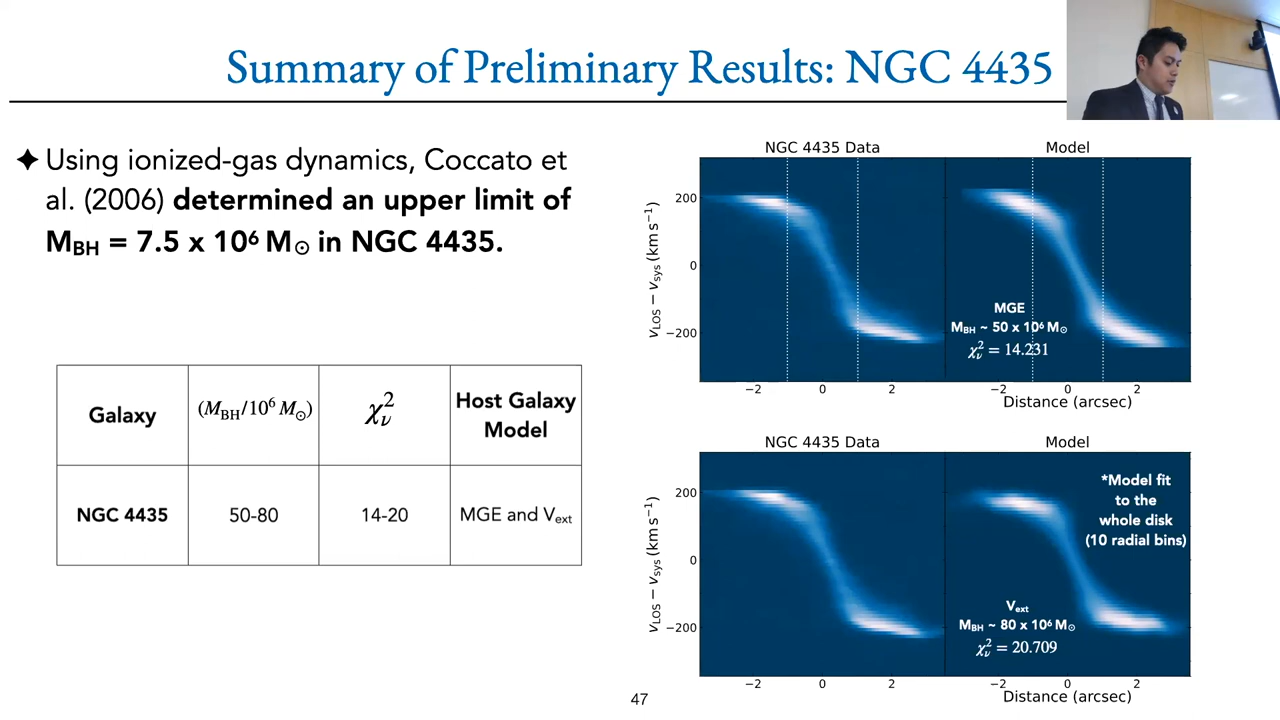 Summary of Preliminary Results: NGC 4435
✦ Using ionized-gas dynamics, Coccato et
al. (2006) determined an upper limit of
M_BH = 7.5 x 10⁶ M⊙ in NGC 4435.
Galaxy (M_BH/10⁶ M⊙) χ²_ν Host Galaxy Model
NGC 4435 50-80 14-20 MGE and V_ext
NGC 4435 Data
Model
200
0
−200
v_LOS − v_sys (km s⁻¹)
MGE
M_BH ~ 50 x 10⁶ M⊙
χ²_ν = 14.231
−2 0 2 −2 0 2
Distance (arcsec)
NGC 4435 Data
Model
200
0
−200
v_LOS − v_sys (km s⁻¹)
*Model fit
to the
whole disk
(10 radial bins)
V_ext
M_BH ~ 80 x 10⁶ M⊙
χ²_ν = 20.709
−2 0 2 −2 0 2
Distance (arcsec)
47